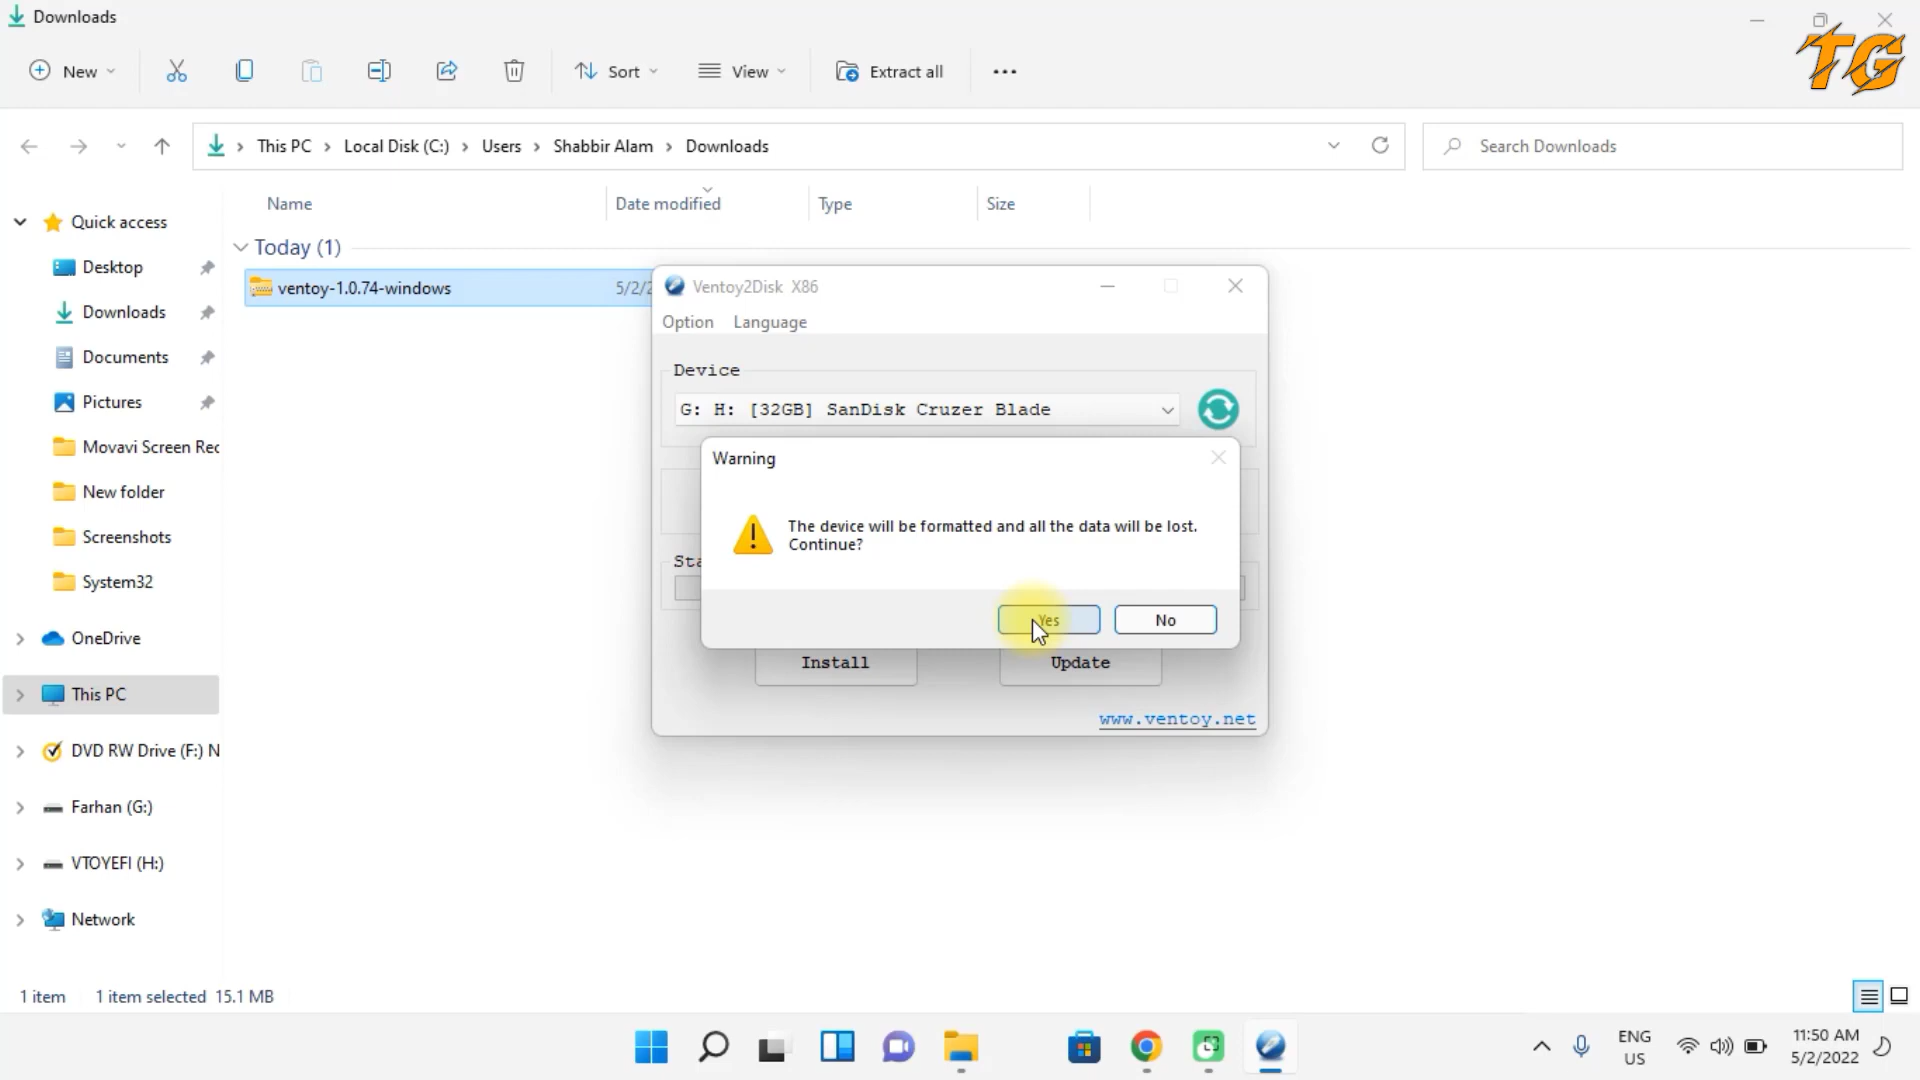 Downloads
TG
New
Sort
View
Extract all
This PC > Local Disk (C:) > Users > Shabbir Alam > Downloads
Search Downloads
Name
Date modified
Type
Size
Quick access
Desktop
Downloads
Documents
Pictures
Movavi Screen Rec
New folder
Screenshots
System32
OneDrive
This PC
DVD RW Drive (F:) N
Farhan (G:)
VTOYEFI (H:)
Network
Today (1)
ventoy-1.0.74-windows
5/2/2
Ventoy2Disk X86
Option Language
Device
G: H: [32GB] SanDisk Cruzer Blade
Warning
The device will be formatted and all the data will be lost.
Continue?
Sta
Yes
No
Install
Update
www.ventoy.net
1 item 1 item selected 15.1 MB
ENG
US
11:50 AM
5/2/2022